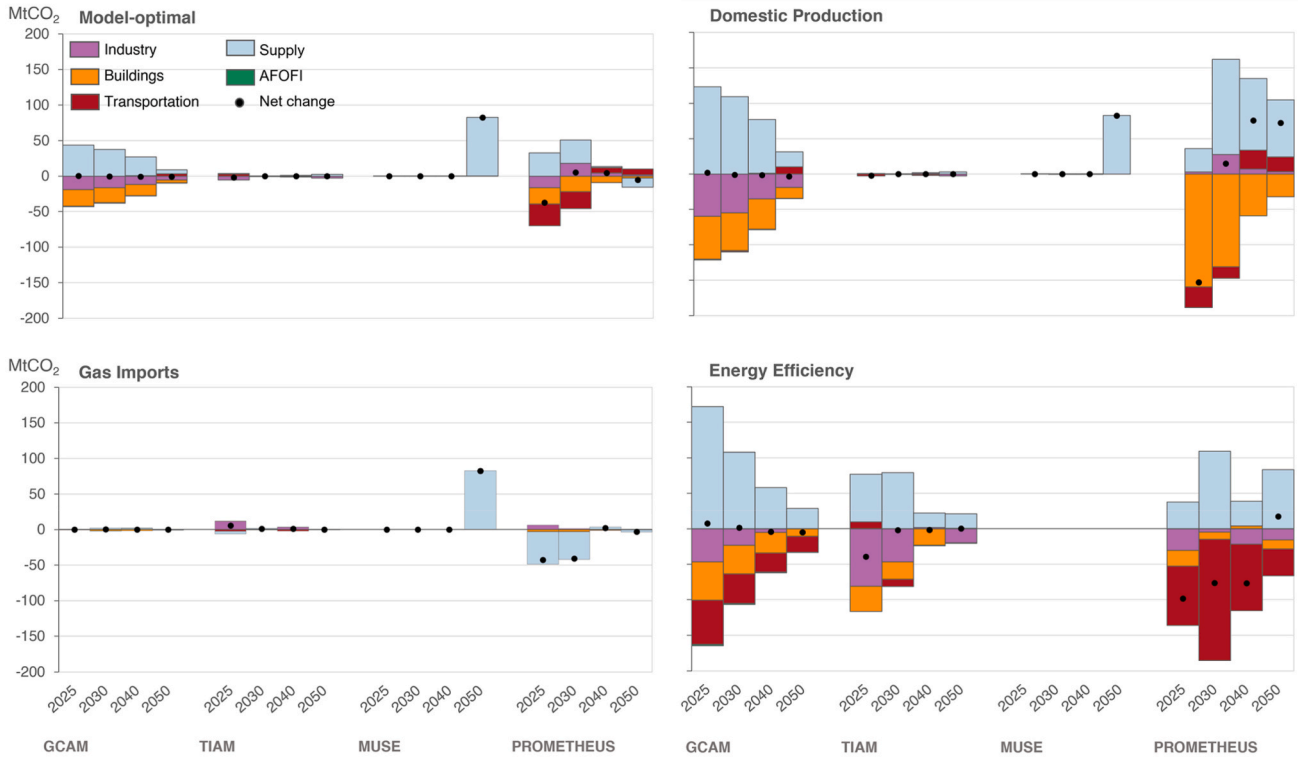 MtCO2
Model-optimal
Domestic Production
200
150
100
50
0
-50
-100
-150
-200
Industry
Supply
Buildings
AFOFI
Transportation
Net change
MtCO2
Gas Imports
Energy Efficiency
200
150
100
50
0
-50
-100
-150
-200
2025 2030 2040 2050 2025 2030 2040 2050 2025 2030 2040 2050 2025 2030 2040 2050
GCAM TIAM MUSE PROMETHEUS
2025 2030 2040 2050 2025 2030 2040 2050 2025 2030 2040 2050 2025 2030 2040 2050
GCAM TIAM MUSE PROMETHEUS